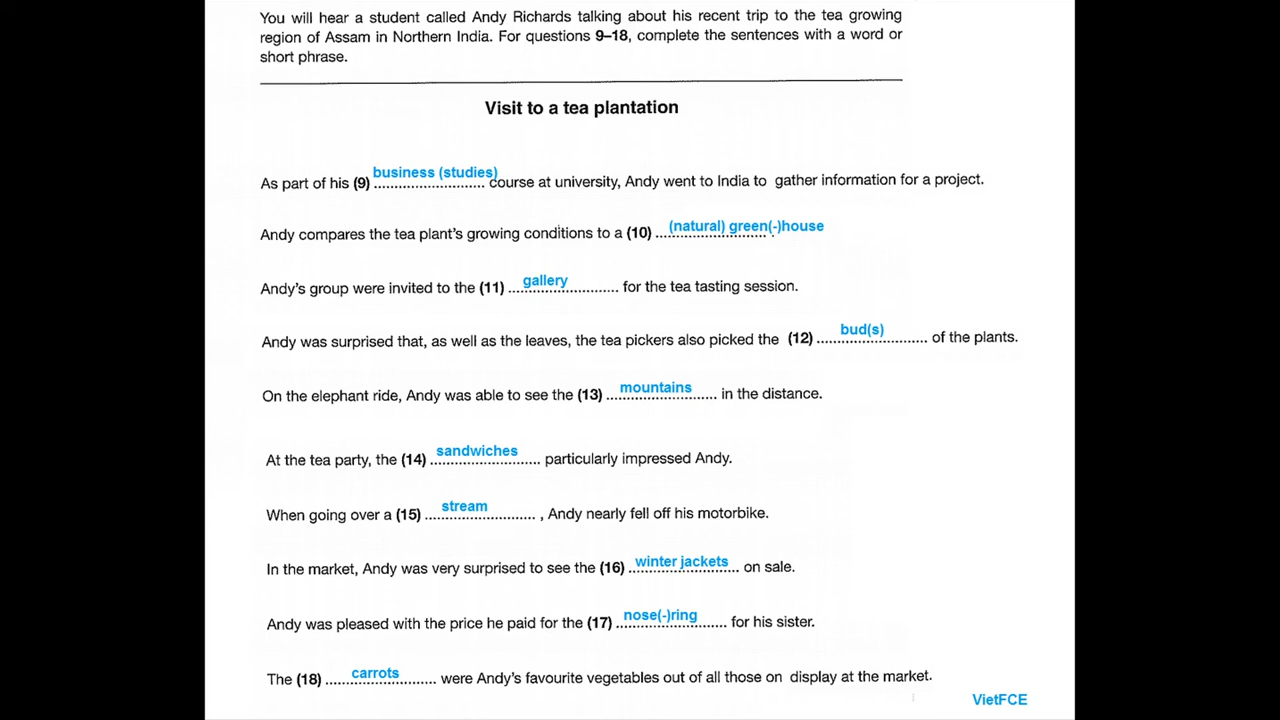 You will hear a student called Andy Richards talking about his recent trip to the tea growing
region of Assam in Northern India. For questions 9–18, complete the sentences with a word or
short phrase.
Visit to a tea plantation
As part of his (9) business (studies) course at university, Andy went to India to gather information for a project.
Andy compares the tea plant's growing conditions to a (10) (natural) green(-)house
Andy's group were invited to the (11) gallery for the tea tasting session.
Andy was surprised that, as well as the leaves, the tea pickers also picked the (12) bud(s) of the plants.
On the elephant ride, Andy was able to see the (13) mountains in the distance.
At the tea party, the (14) sandwiches particularly impressed Andy.
When going over a (15) stream , Andy nearly fell off his motorbike.
In the market, Andy was very surprised to see the (16) winter jackets on sale.
Andy was pleased with the price he paid for the (17) nose(-)ring for his sister.
The (18) carrots were Andy's favourite vegetables out of all those on display at the market.
VietFCE